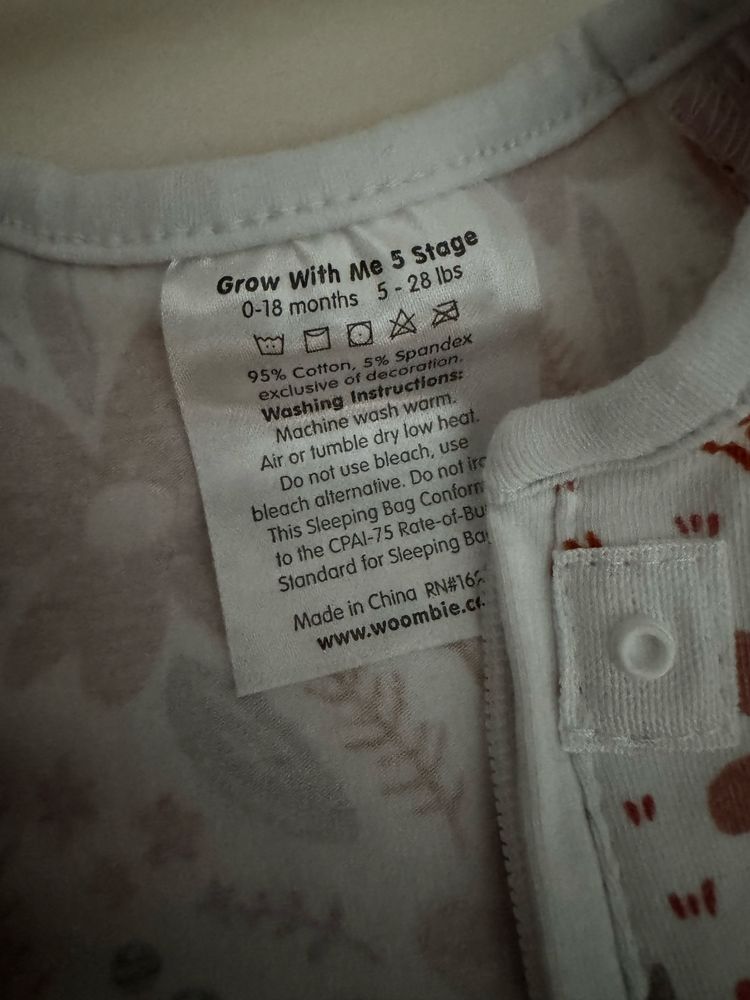 Grow With Me 5 Stage
0-18 months 5 - 28 lbs
95% Cotton, 5% Spandex
exclusive of decoration.
Washing Instructions:
Machine wash warm.
Air or tumble dry low heat.
Do not use bleach, use
bleach alternative. Do not
This Sleeping Bag
to the CPAI-75
Standard for Sleeping
Made in China